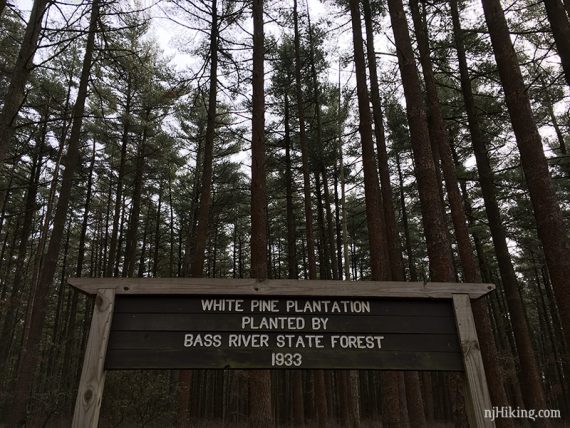 WHITE PINE PLANTATION
PLANTED BY
BASS RIVER STATE FOREST
1933
njHiking.com